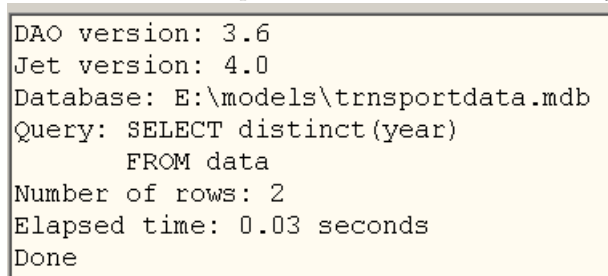 DAO version: 3.6
Jet version: 4.0
Database: E:\models\trnsportdata.mdb
Query: SELECT distinct(year)
       FROM data
Number of rows: 2
Elapsed time: 0.03 seconds
Done